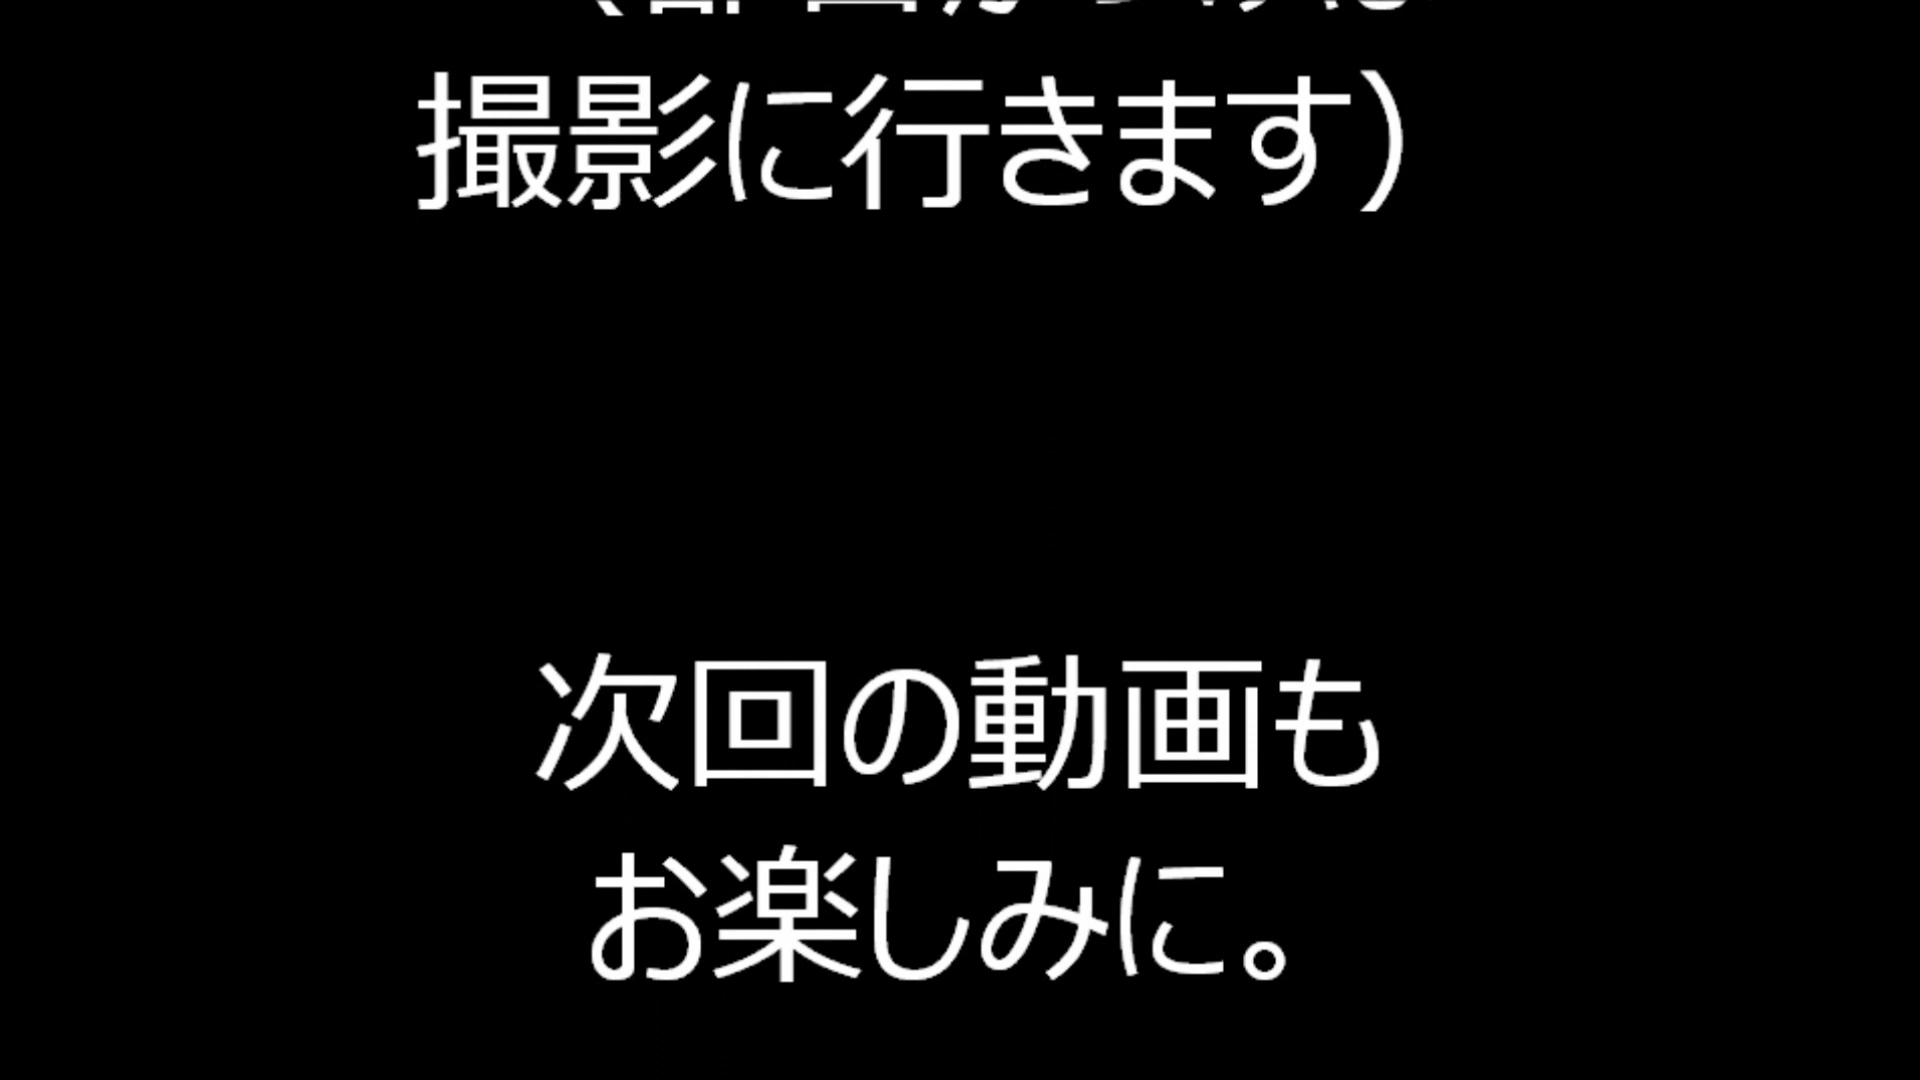 撮影に行きます）
次回の動画も
お楽しみに。